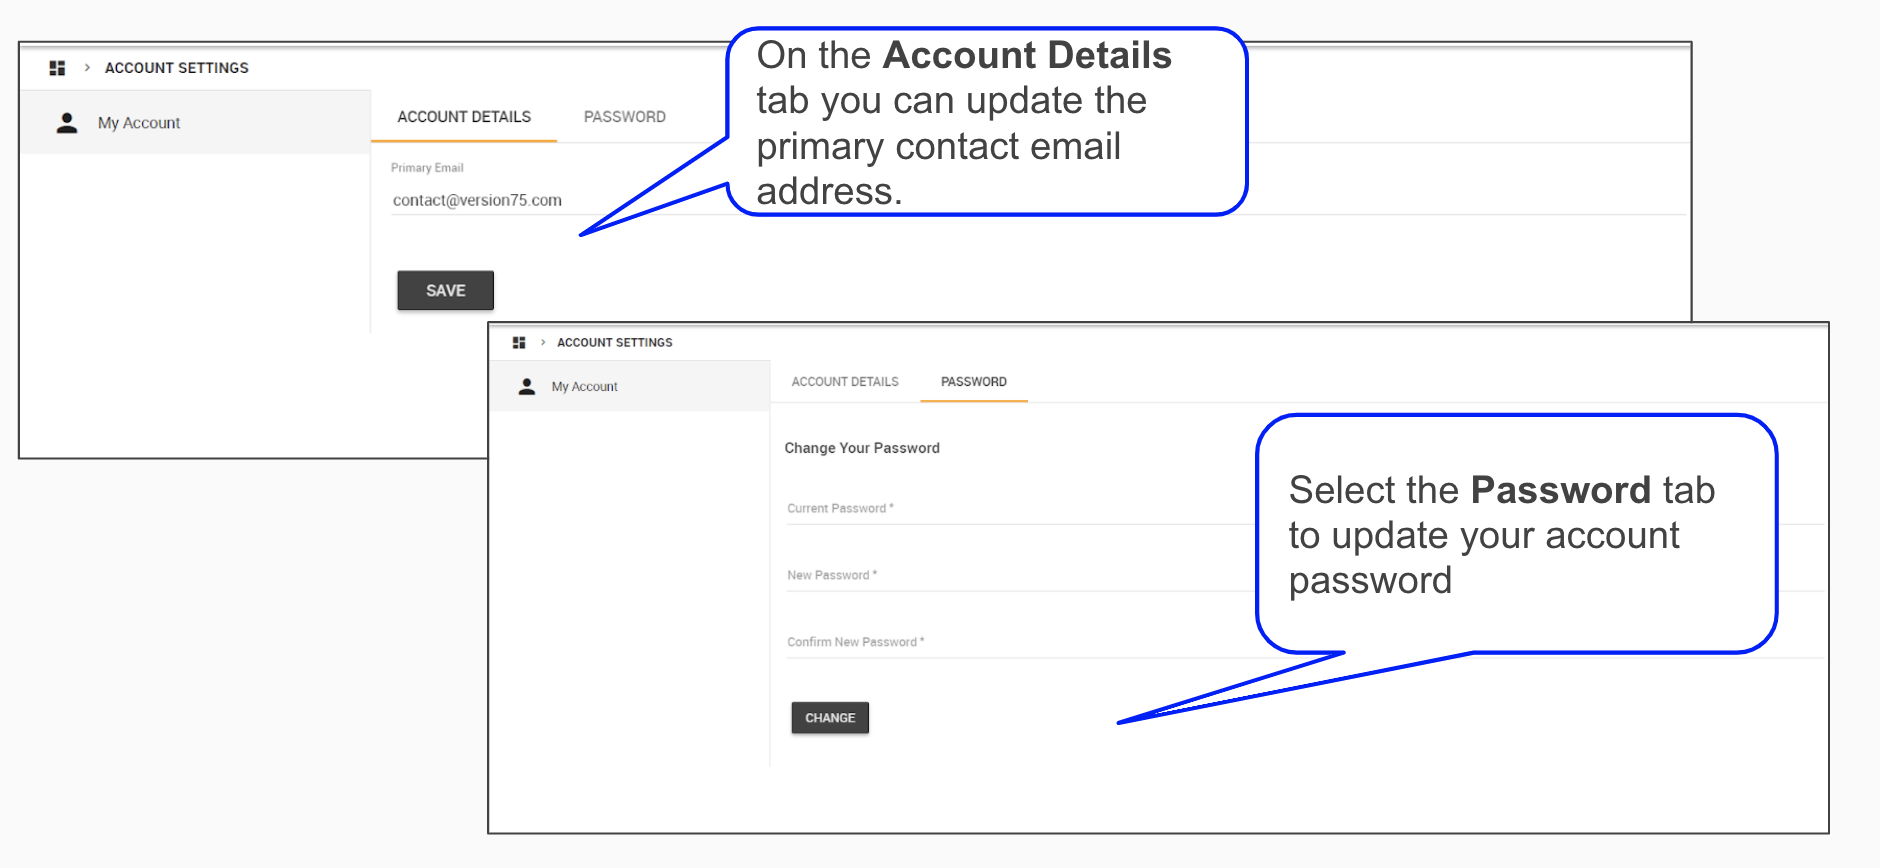 ACCOUNT SETTINGS
My Account
ACCOUNT DETAILS
PASSWORD
Primary Email
contact@version75.com
SAVE
On the Account Details
tab you can update the
primary contact email
address.
ACCOUNT SETTINGS
My Account
ACCOUNT DETAILS
PASSWORD
Change Your Password
Current Password *
New Password *
Confirm New Password *
CHANGE
Select the Password tab
to update your account
password